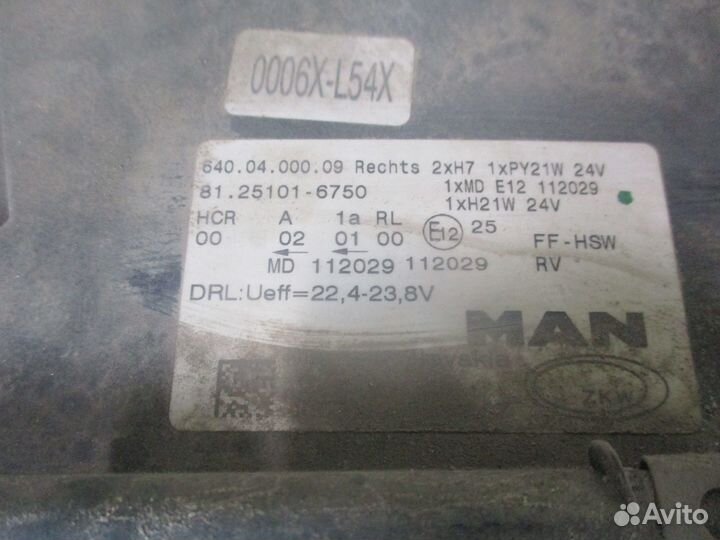 0006X-L54X
640.04.000.09 Rechts 2xH7 1xPY21W 24V
81.25101-6750 1xMD E12 112029
1xH21W 24V
HCR A 1a RL E12 25
00 02 01 00 FF-HSW
MD 112029 112029 RV
DRL:Ueff=22,4-23,8V
MAN
ZKW
Avito